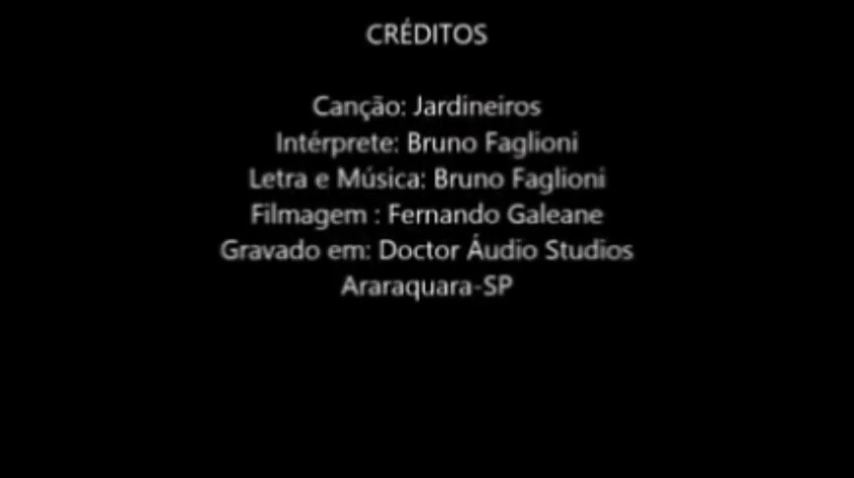 CRÉDITOS
Canção: Jardineiros
Intérprete: Bruno Faglioni
Letra e Música: Bruno Faglioni
Filmagem : Fernando Galeane
Gravado em: Doctor Áudio Studios
Araraquara-SP